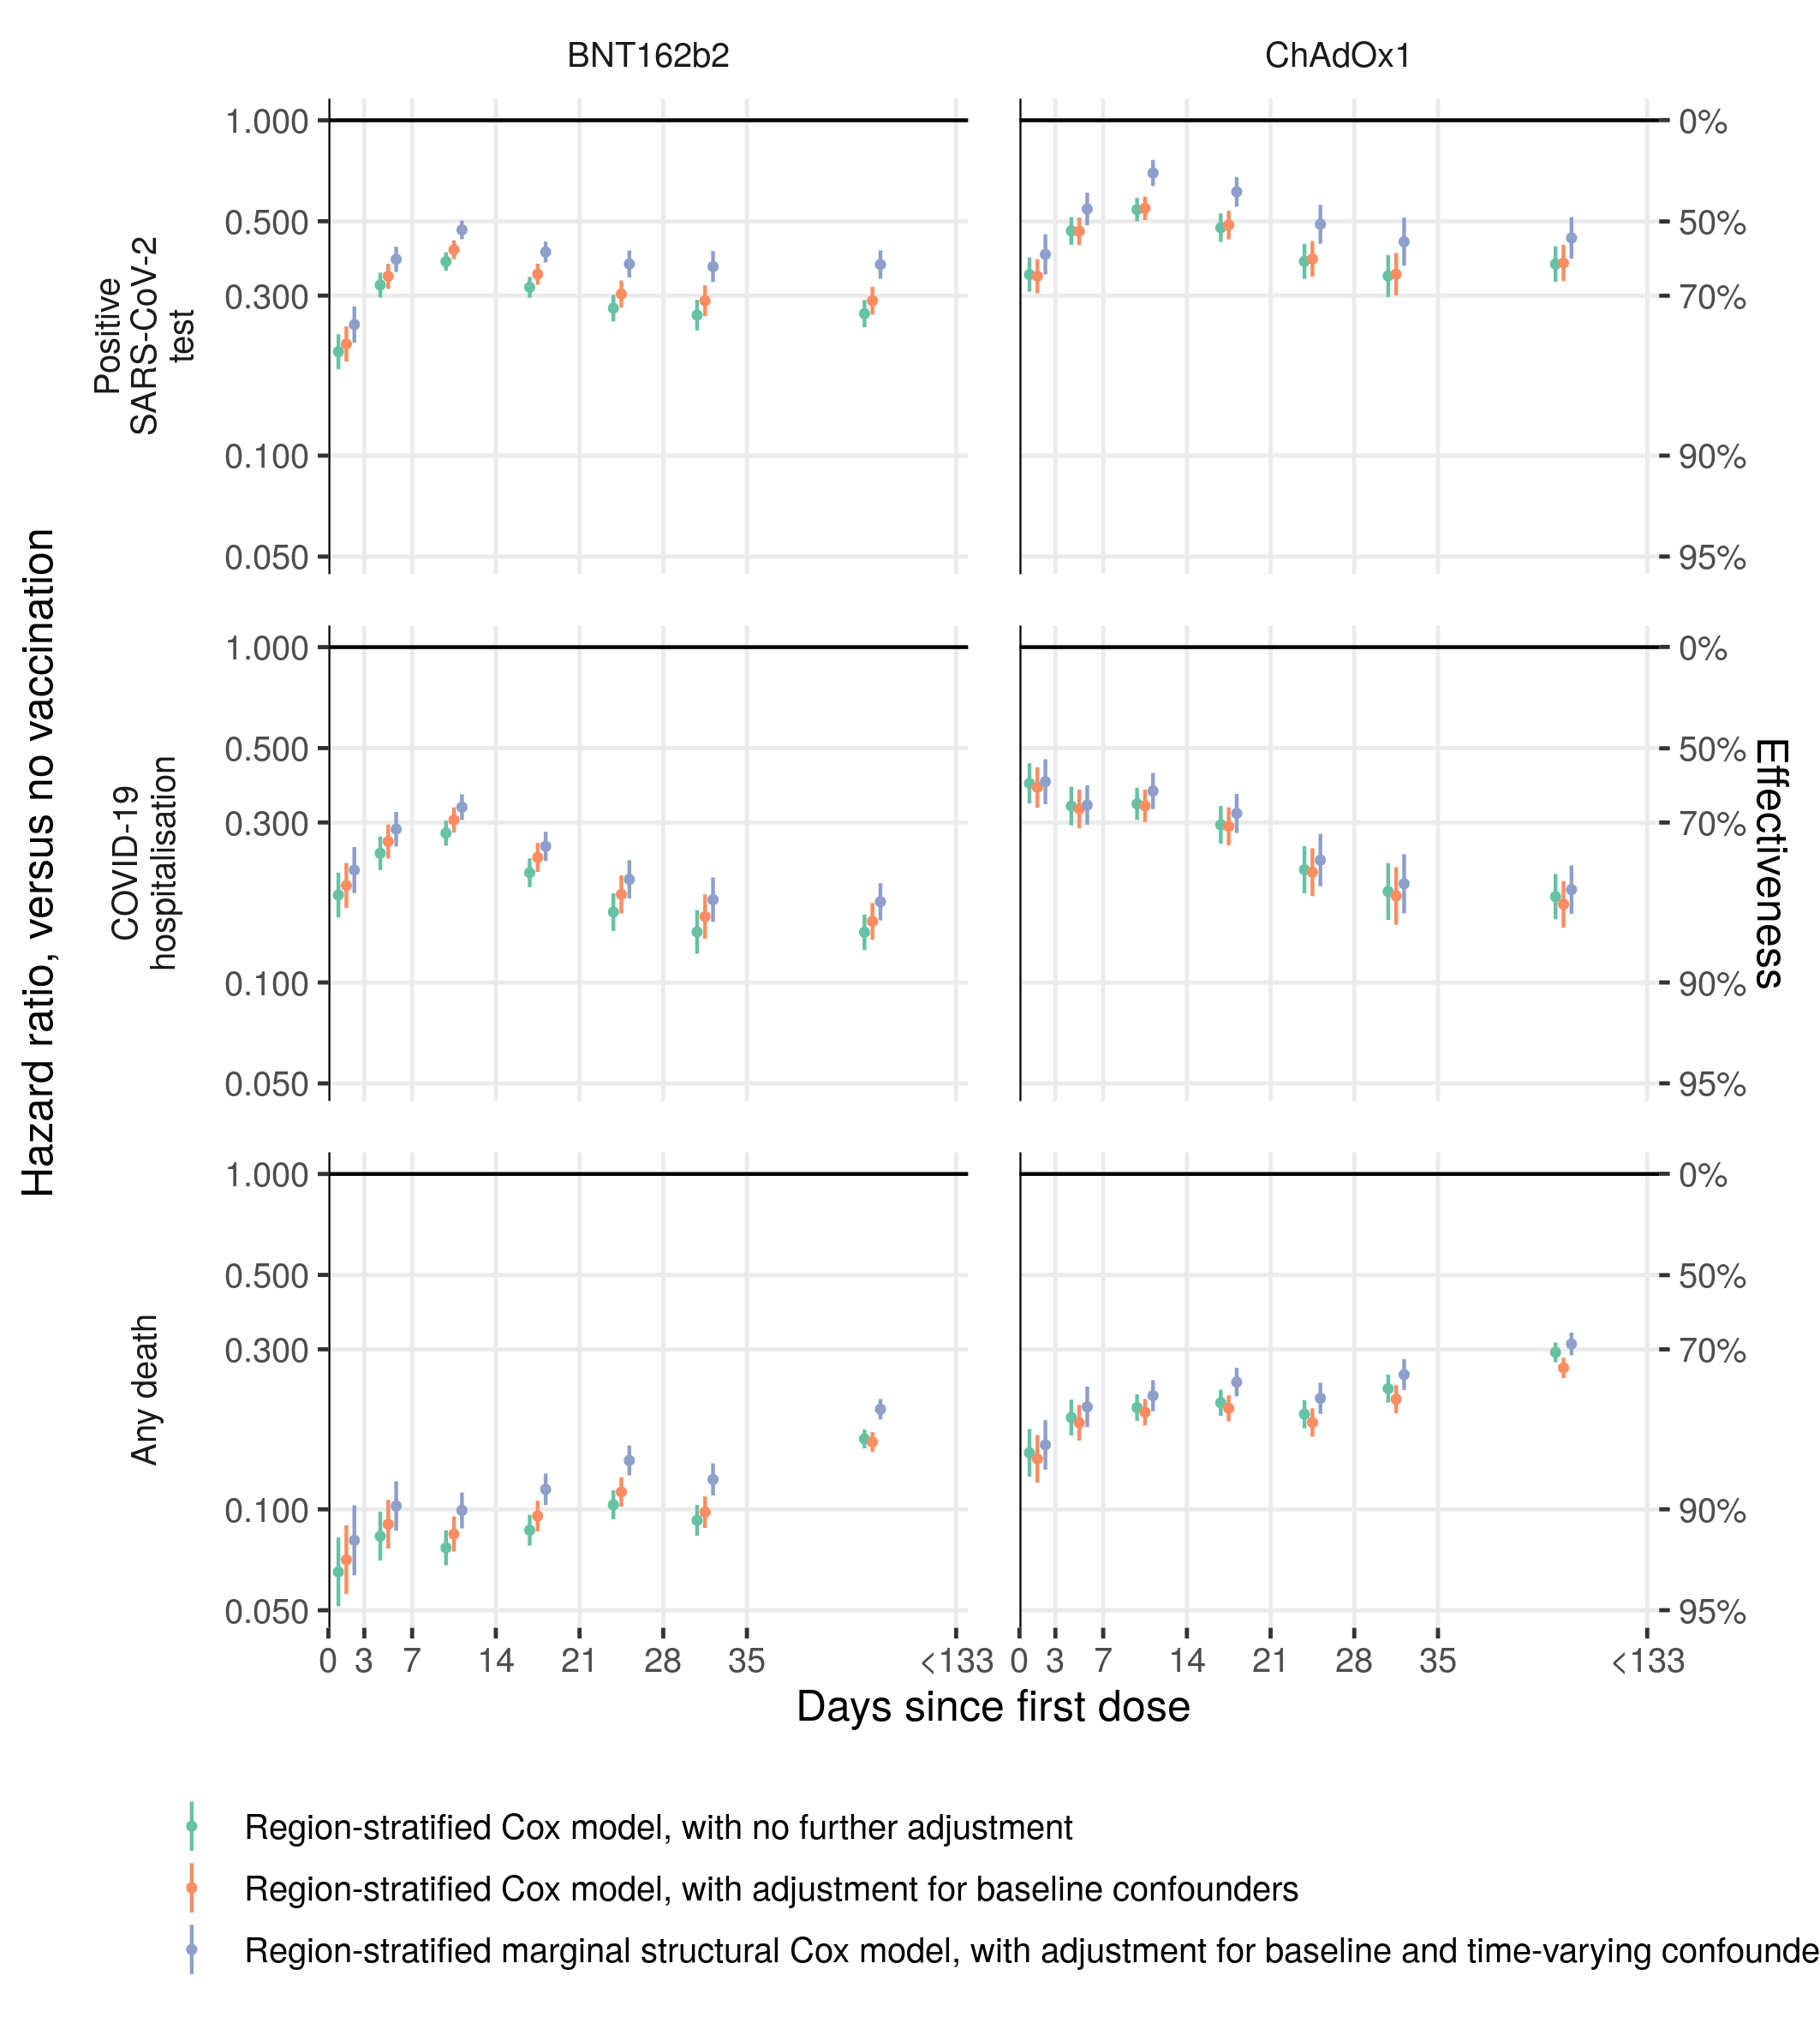 BNT162b2
ChAdOx1
Hazard ratio, versus no vaccination
Positive
SARS-CoV-2
test
1.000
0.500
0.300
0.100
0.050
0%
50%
70%
90%
95%
COVID-19
hospitalisation
1.000
0.500
0.300
0.100
0.050
0%
50%
70%
90%
95%
Effectiveness
Any death
1.000
0.500
0.300
0.100
0.050
0%
50%
70%
90%
95%
0 3 7 14 21 28 35 <133
0 3 7 14 21 28 35 <133
Days since first dose
Region-stratified Cox model, with no further adjustment
Region-stratified Cox model, with adjustment for baseline confounders
Region-stratified marginal structural Cox model, with adjustment for baseline and time-varying confounde